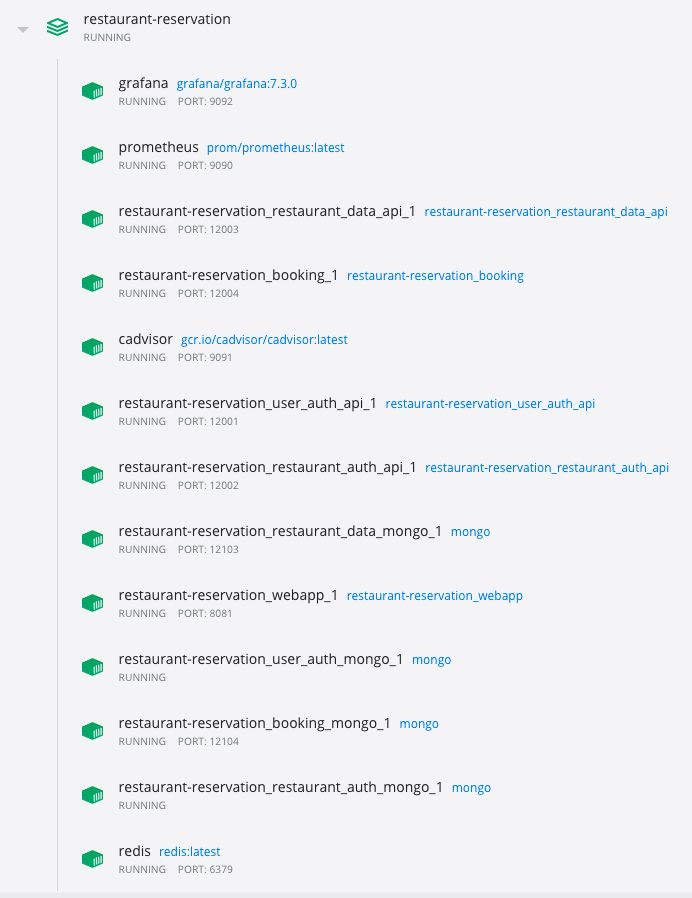 restaurant-reservation
RUNNING
grafana grafana/grafana:7.3.0
RUNNING PORT: 9092
prometheus prom/prometheus:latest
RUNNING PORT: 9090
restaurant-reservation_restaurant_data_api_1 restaurant-reservation_restaurant_data_api
RUNNING PORT: 12003
restaurant-reservation_booking_1 restaurant-reservation_booking
RUNNING PORT: 12004
cadvisor gcr.io/cadvisor/cadvisor:latest
RUNNING PORT: 9091
restaurant-reservation_user_auth_api_1 restaurant-reservation_user_auth_api
RUNNING PORT: 12001
restaurant-reservation_restaurant_auth_api_1 restaurant-reservation_restaurant_auth_api
RUNNING PORT: 12002
restaurant-reservation_restaurant_data_mongo_1 mongo
RUNNING PORT: 12103
restaurant-reservation_webapp_1 restaurant-reservation_webapp
RUNNING PORT: 8081
restaurant-reservation_user_auth_mongo_1 mongo
RUNNING
restaurant-reservation_booking_mongo_1 mongo
RUNNING PORT: 12104
restaurant-reservation_restaurant_auth_mongo_1 mongo
RUNNING
redis redis:latest
RUNNING PORT: 6379